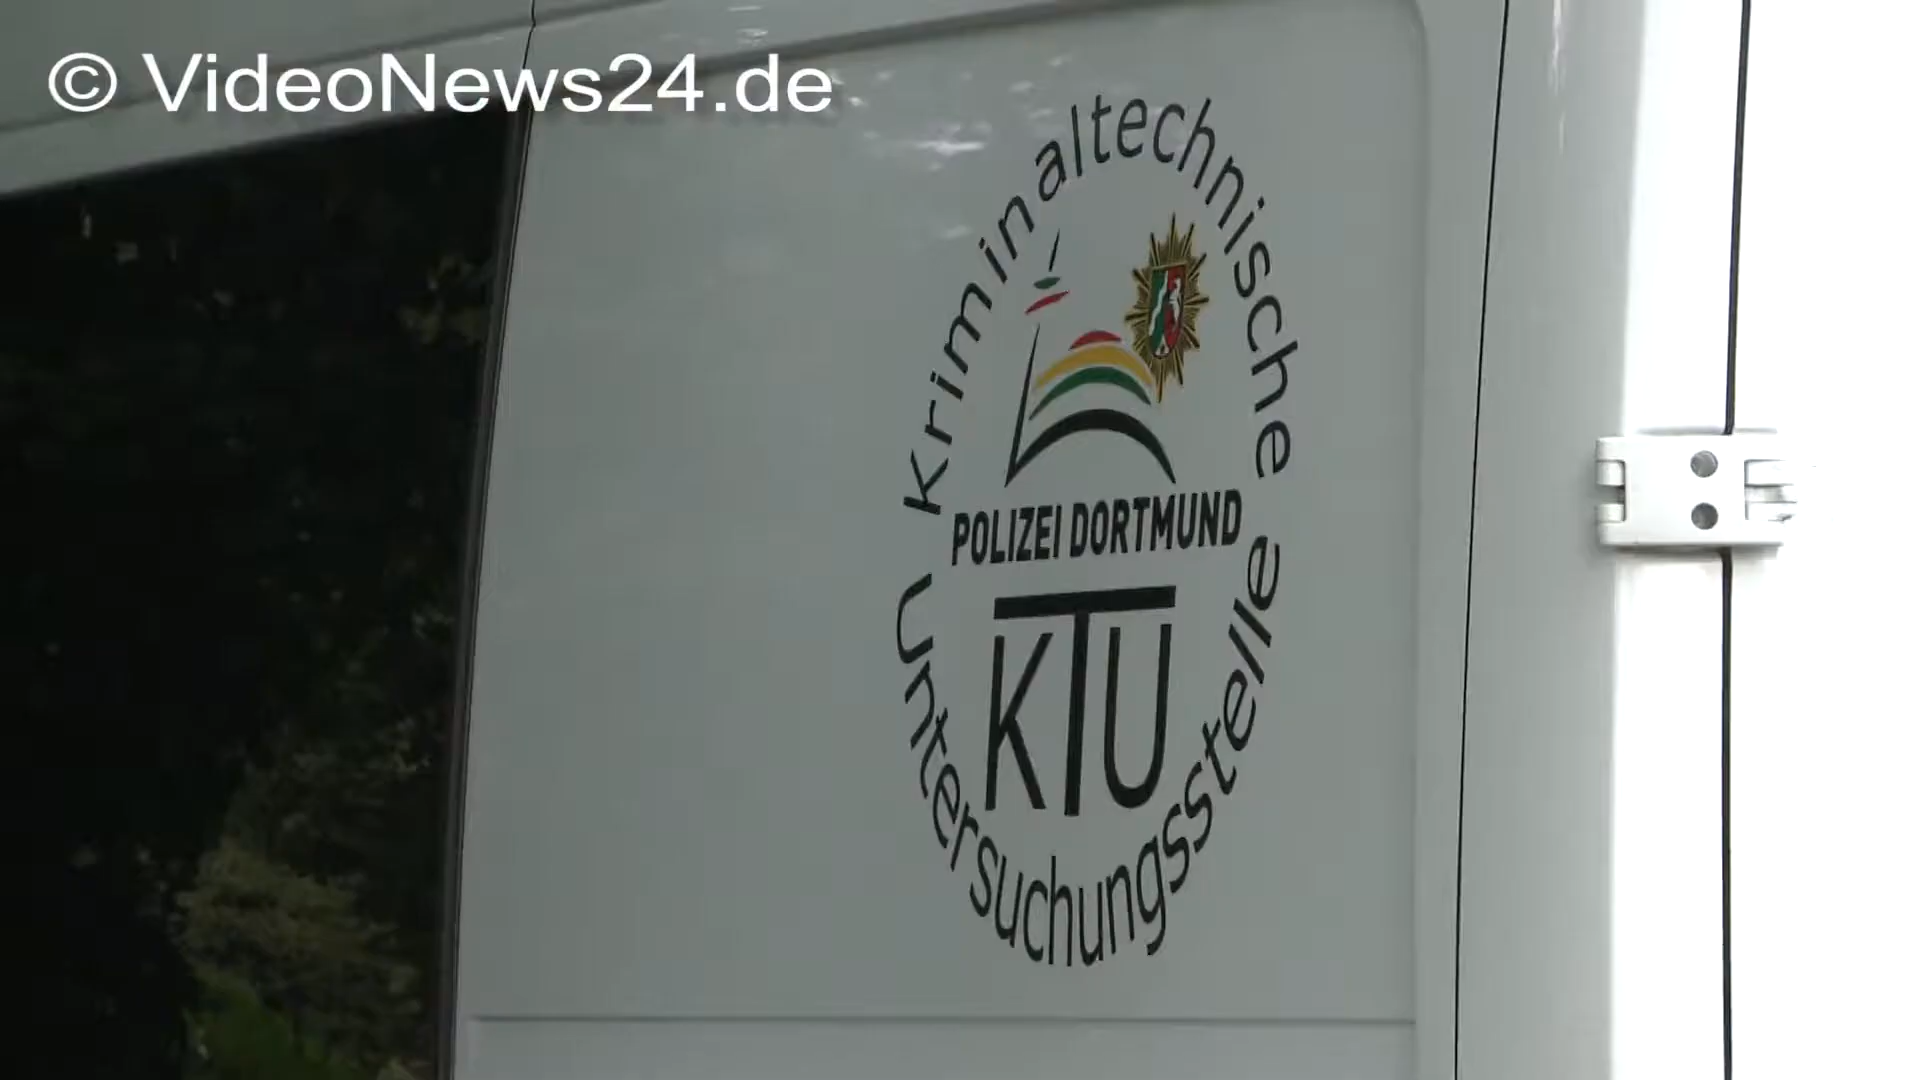 © VideoNews24.de
Kriminaltechnische
POLIZEI DORTMUND
KTU
Untersuchungsstelle